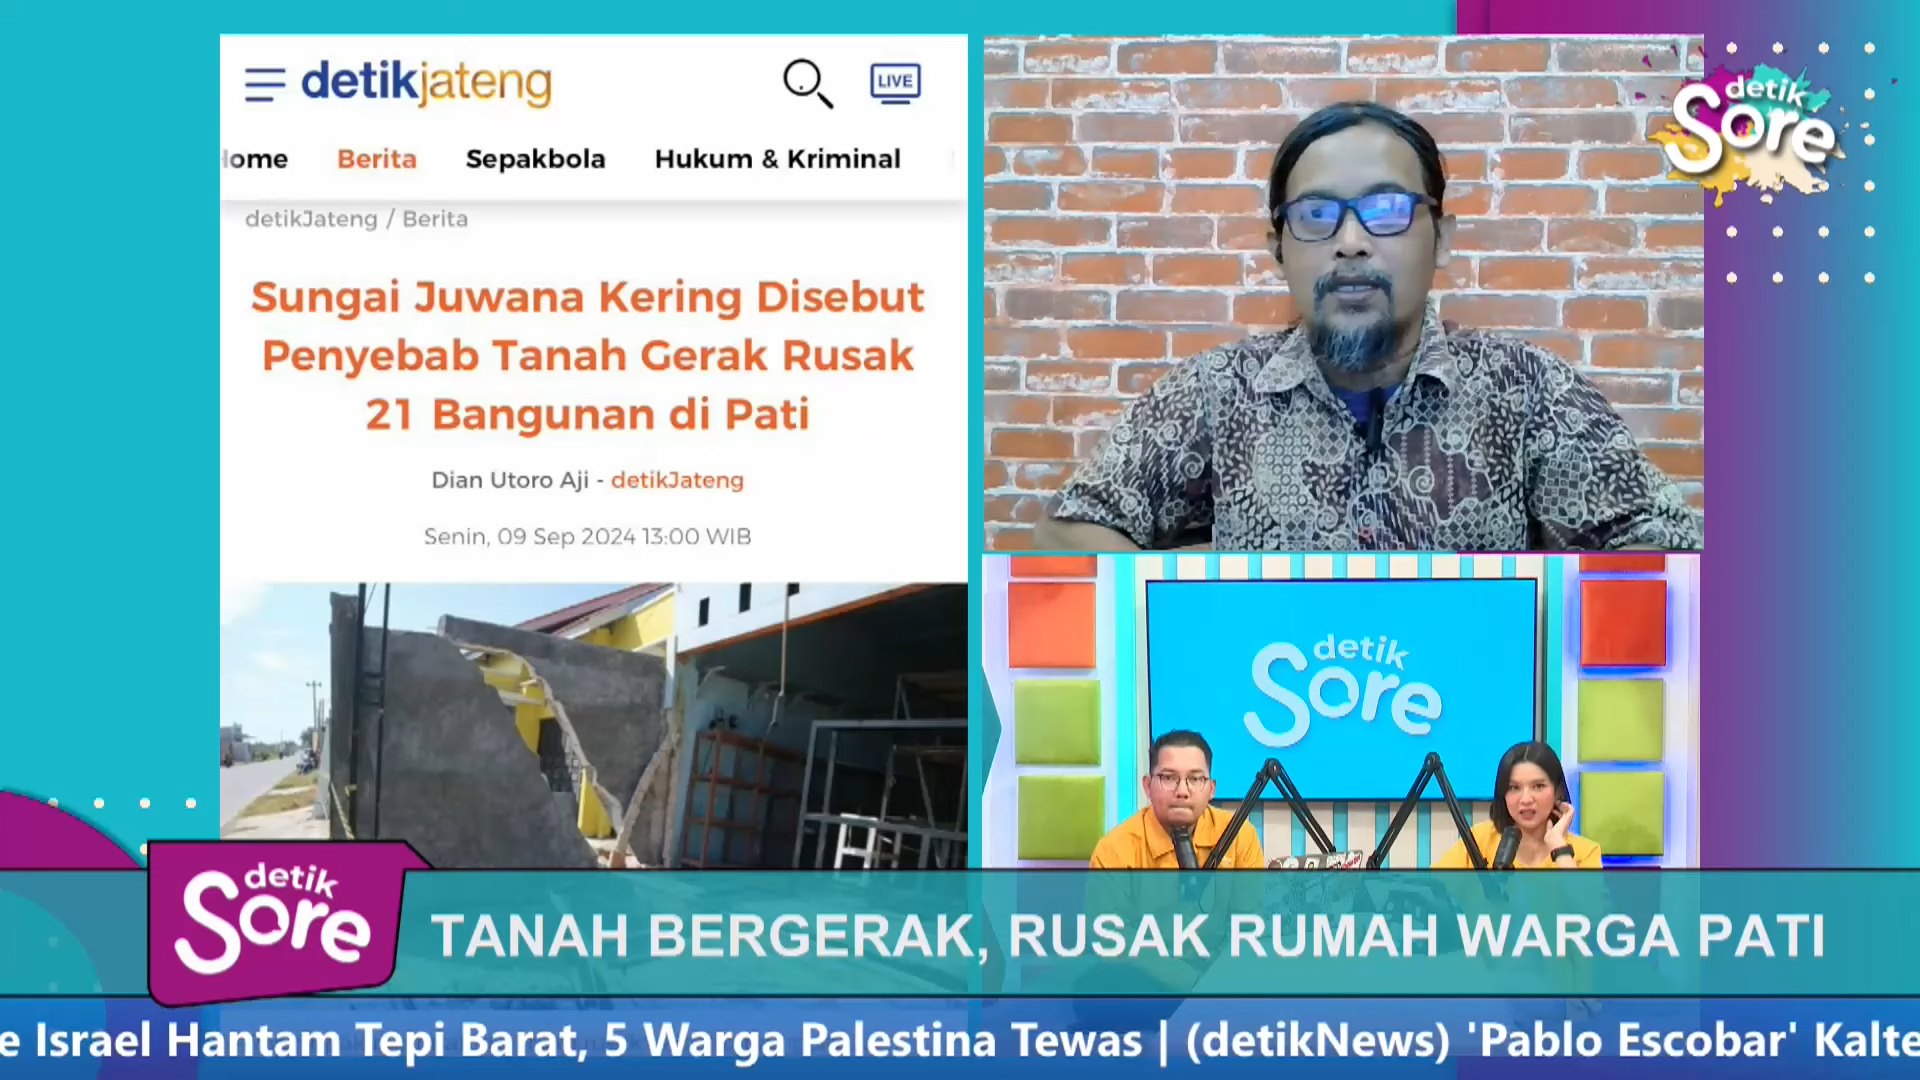 detikjateng
LIVE
Home Berita Sepakbola Hukum & Kriminal
detikJateng / Berita
Sungai Juwana Kering Disebut
Penyebab Tanah Gerak Rusak
21 Bangunan di Pati
Dian Utoro Aji - detikJateng
Senin, 09 Sep 2024 13:00 WIB
detik
Sore
detik
Sore
detik
Sore
TANAH BERGERAK, RUSAK RUMAH WARGA PATI
e Israel Hantam Tepi Barat, 5 Warga Palestina Tewas | (detikNews) 'Pablo Escobar' Kalte